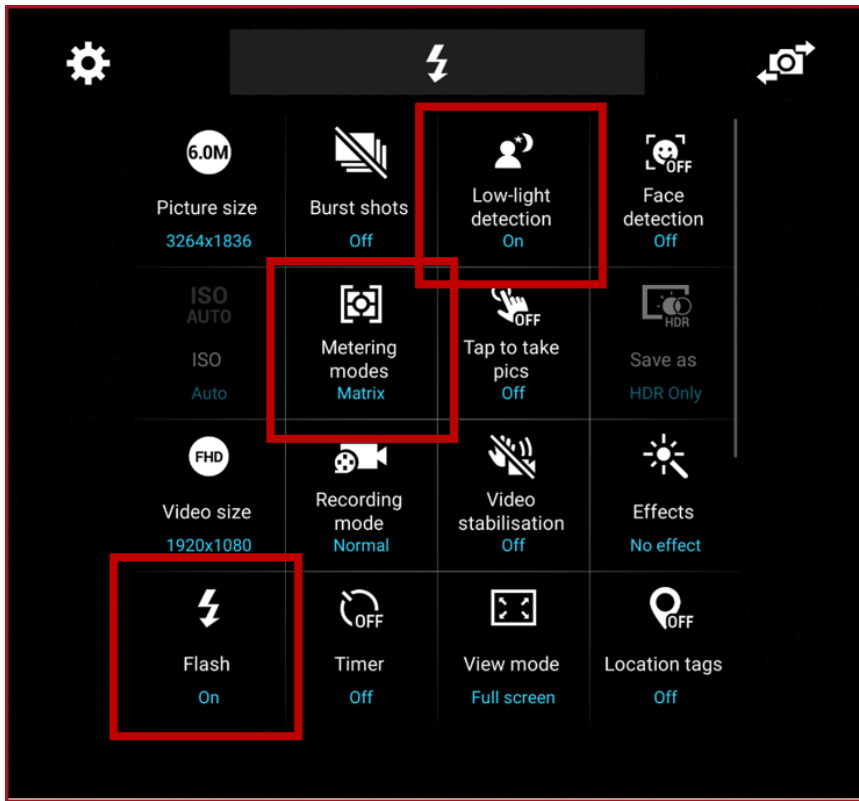 6.0M
Picture size
3264x1836
Burst shots
Off
Low-light
detection
On
OFF
Face
detection
Off
ISO
AUTO
ISO
Auto
Metering
modes
Matrix
OFF
Tap to take
pics
Off
HDR
Save as
HDR Only
FHD
Video size
1920x1080
Recording
mode
Normal
Video
stabilisation
Off
Effects
No effect
Flash
On
OFF
Timer
Off
View mode
Full screen
OFF
Location tags
Off